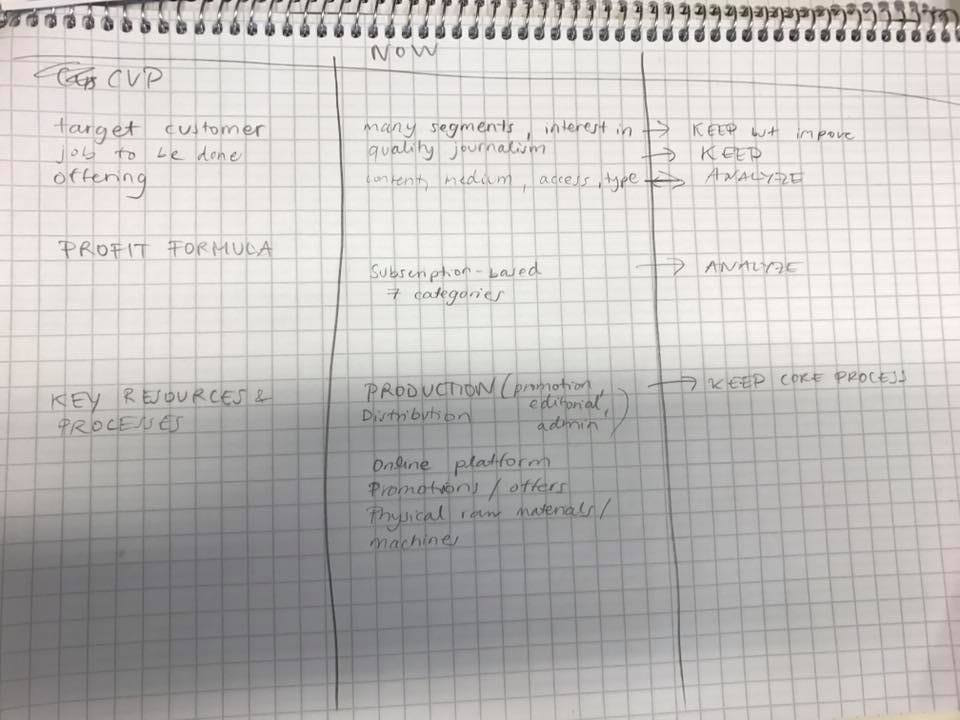 NOW
CVP
target customer many segments, interest in → KEEP but impove
job to be done quality journalism → KEEP
offering content, medium, access, type → ANALYZE
PROFIT FORMULA
Subscription-based → ANALYZE
7 categories
KEY RESOURCES & PRODUCTION (promotion, → KEEP CORE PROCESS
PROCESSES Distribution editorial,
admin)
Online platform
Promotions / offers
Physical raw materials /
machines